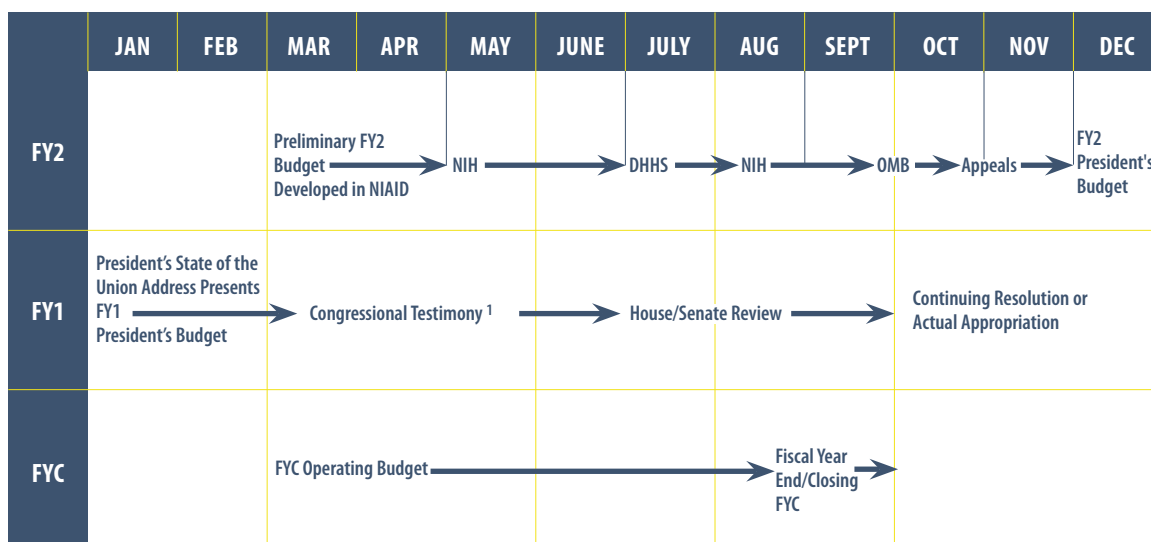 JAN FEB MAR APR MAY JUNE JULY AUG SEPT OCT NOV DEC
FY2
Preliminary FY2
Budget
Developed in NIAID
NIH
DHHS
NIH
OMB
Appeals
FY2
President's
Budget
FY1
President’s State of the
Union Address Presents
FY1
President’s Budget
Congressional Testimony 1
House/Senate Review
Continuing Resolution or
Actual Appropriation
FYC
FYC Operating Budget
Fiscal Year
End/Closing
FYC